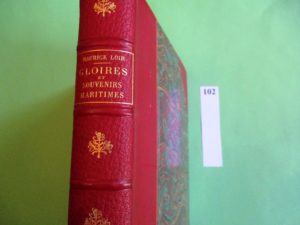 MAURICE LOIR
GLOIRES
ET
SOUVENIRS
MARITIMES
102